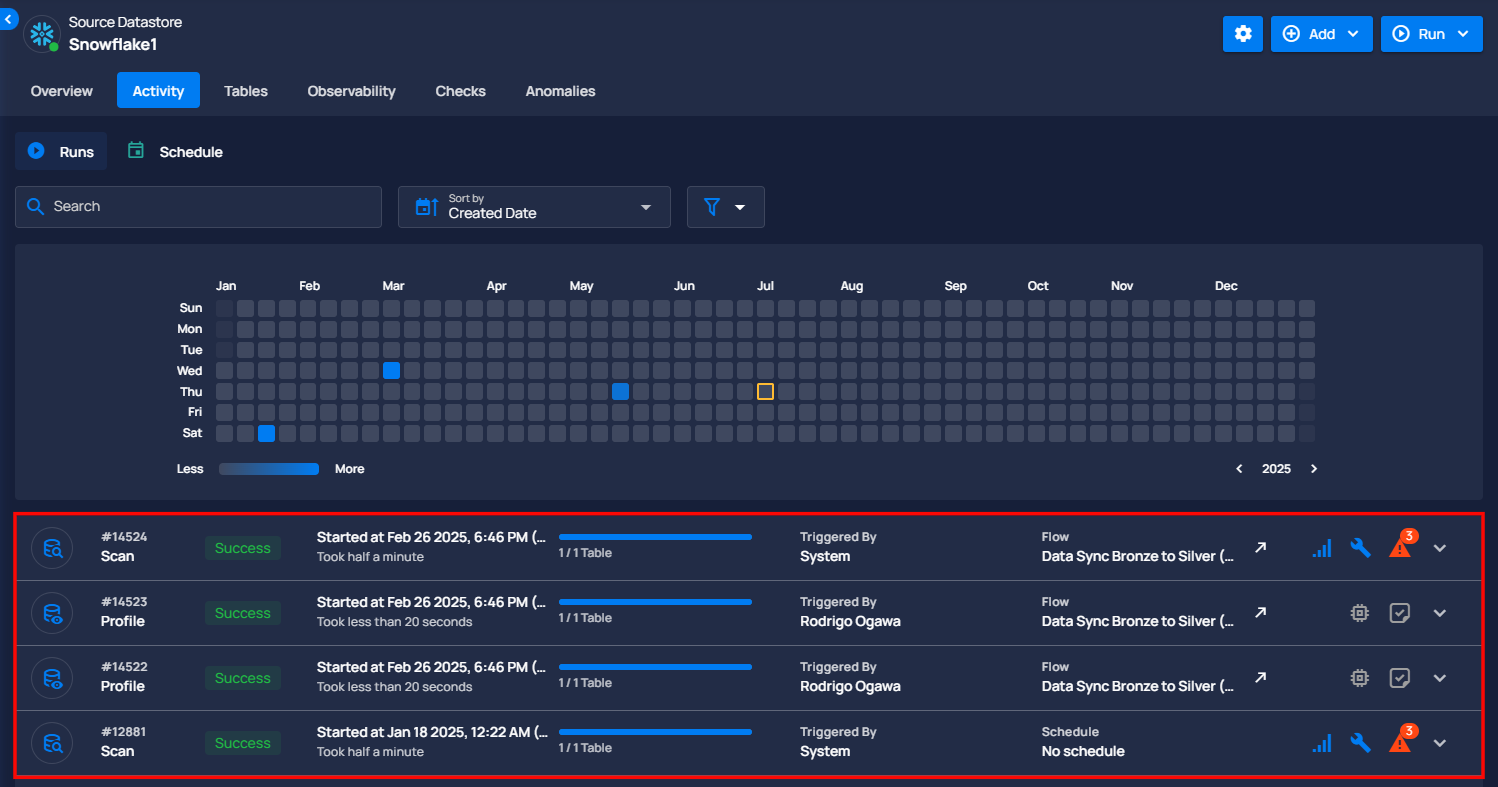 Source Datastore
Snowflake1
Add
Run
Overview
Activity
Tables
Observability
Checks
Anomalies
Runs
Schedule
Search
Sort by
Created Date
Jan Feb Mar Apr May Jun Jul Aug Sep Oct Nov Dec
Sun
Mon
Tue
Wed
Thu
Fri
Sat
Less
More
2025
#14524
Scan
Success
Started at Feb 26 2025, 6:46 PM (...
Took half a minute
1 / 1 Table
Triggered By
System
Flow
Data Sync Bronze to Silver (...
3
#14523
Profile
Success
Started at Feb 26 2025, 6:46 PM (...
Took less than 20 seconds
1 / 1 Table
Triggered By
Rodrigo Ogawa
Flow
Data Sync Bronze to Silver (...
#14522
Profile
Success
Started at Feb 26 2025, 6:46 PM (...
Took less than 20 seconds
1 / 1 Table
Triggered By
Rodrigo Ogawa
Flow
Data Sync Bronze to Silver (...
#12881
Scan
Success
Started at Jan 18 2025, 12:22 AM (...
Took half a minute
1 / 1 Table
Triggered By
System
Schedule
No schedule
3